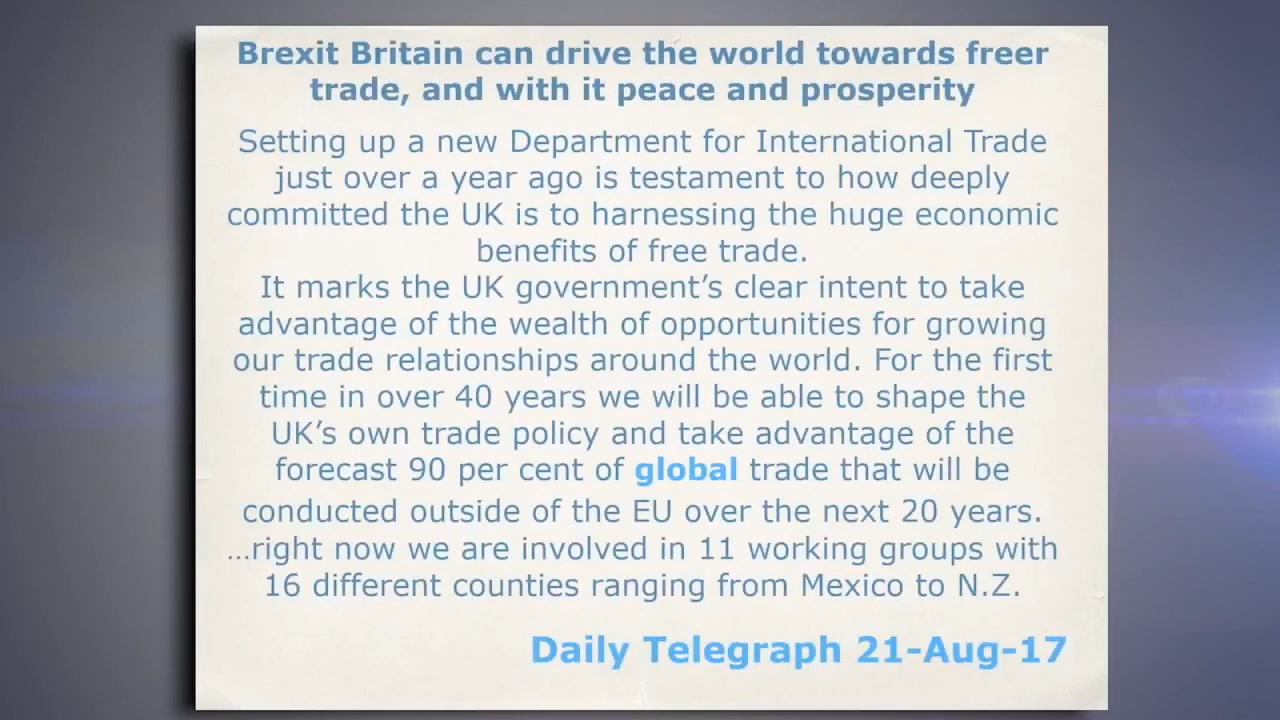 Brexit Britain can drive the world towards freer
trade, and with it peace and prosperity
Setting up a new Department for International Trade
just over a year ago is testament to how deeply
committed the UK is to harnessing the huge economic
benefits of free trade.
It marks the UK government’s clear intent to take
advantage of the wealth of opportunities for growing
our trade relationships around the world. For the first
time in over 40 years we will be able to shape the
UK’s own trade policy and take advantage of the
forecast 90 per cent of global trade that will be
conducted outside of the EU over the next 20 years.
…right now we are involved in 11 working groups with
16 different counties ranging from Mexico to N.Z.
Daily Telegraph 21-Aug-17